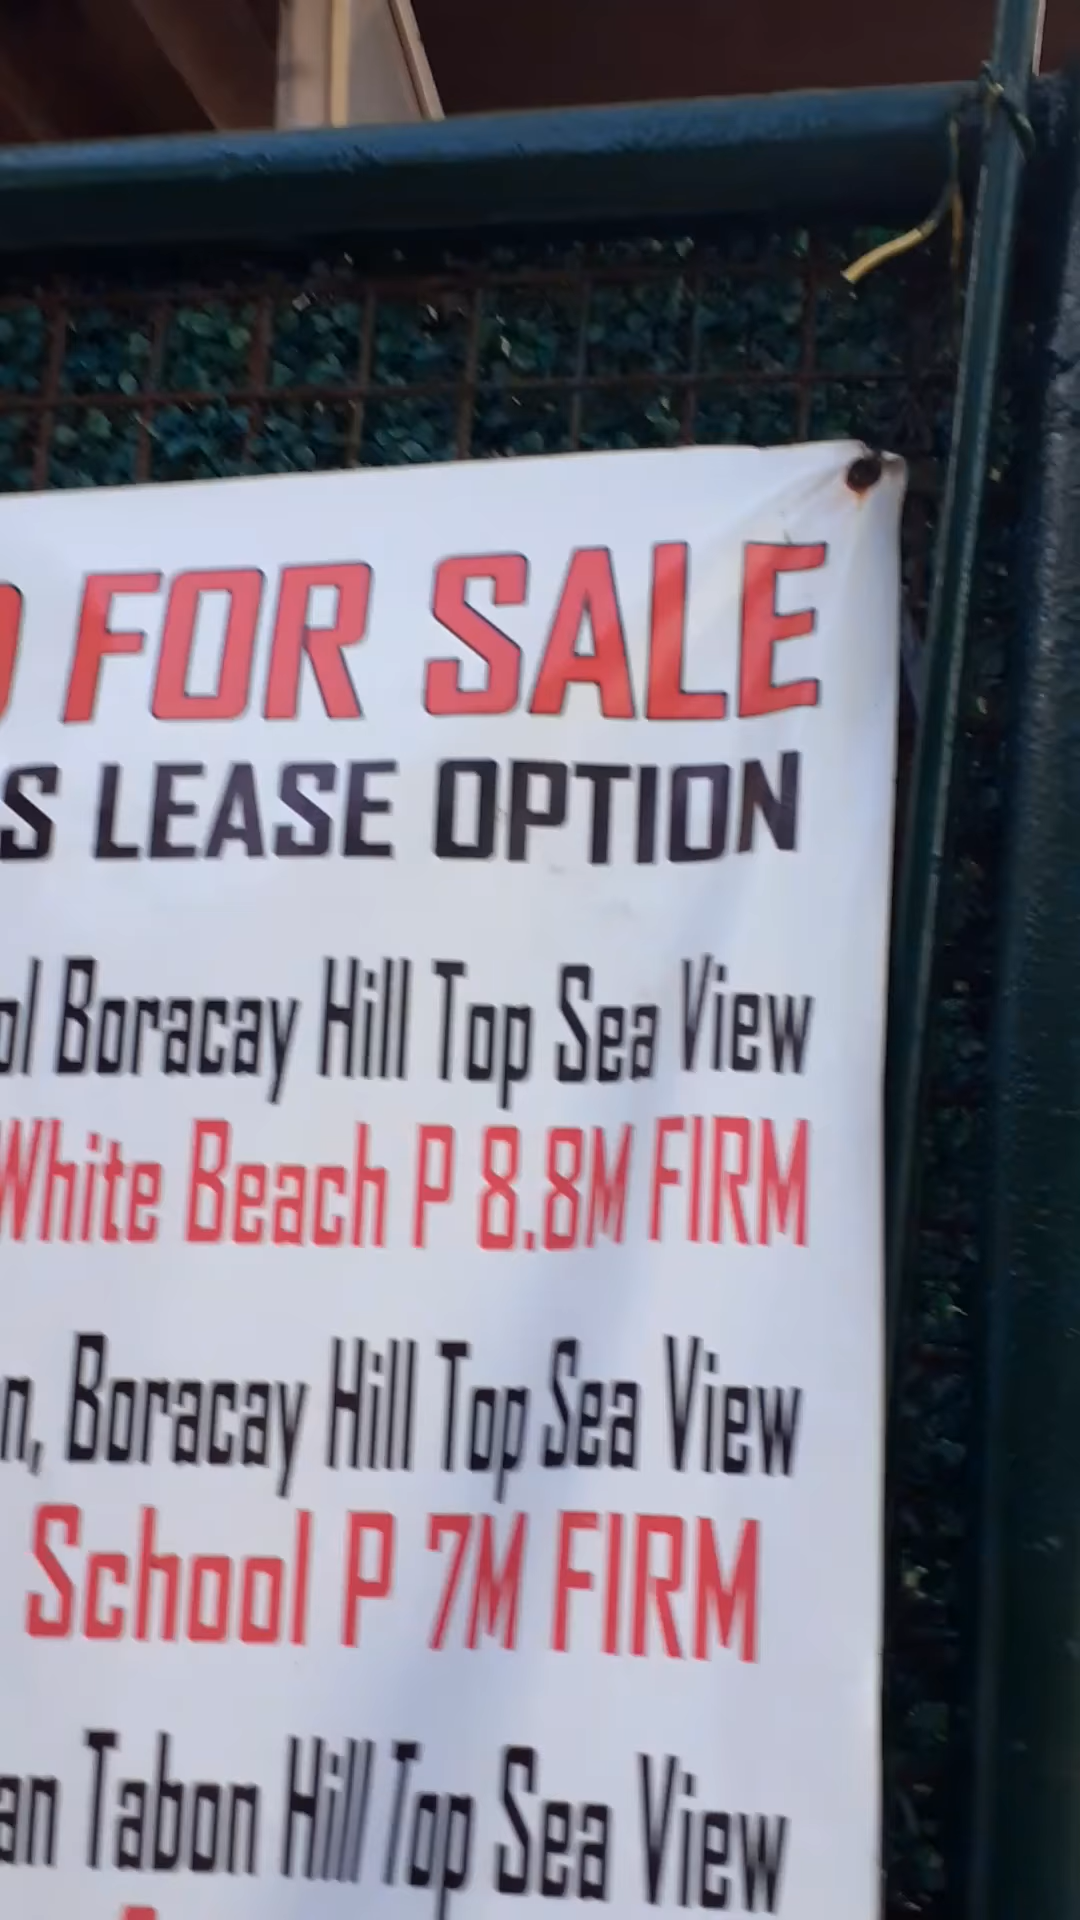 FOR SALE
LEASE OPTION
Boracay Hill Top Sea View
White Beach P 8.8M FIRM
Boracay Hill Top Sea View
School P 7M FIRM
Tabon Hill Top Sea View